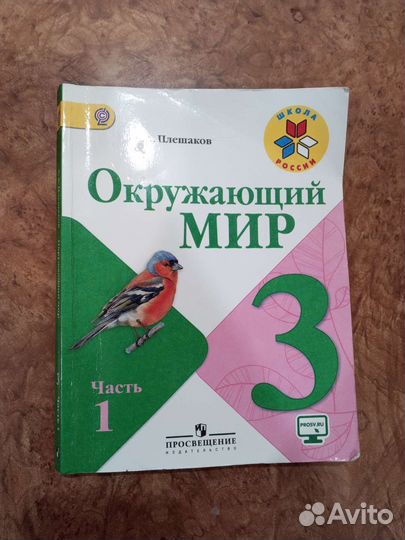 Плешаков
ШКОЛА
РОССИИ
Окружающий
МИР
3
Часть
1
PROSV.RU
ПРОСВЕЩЕНИЕ
ИЗДАТЕЛЬСТВО
Avito